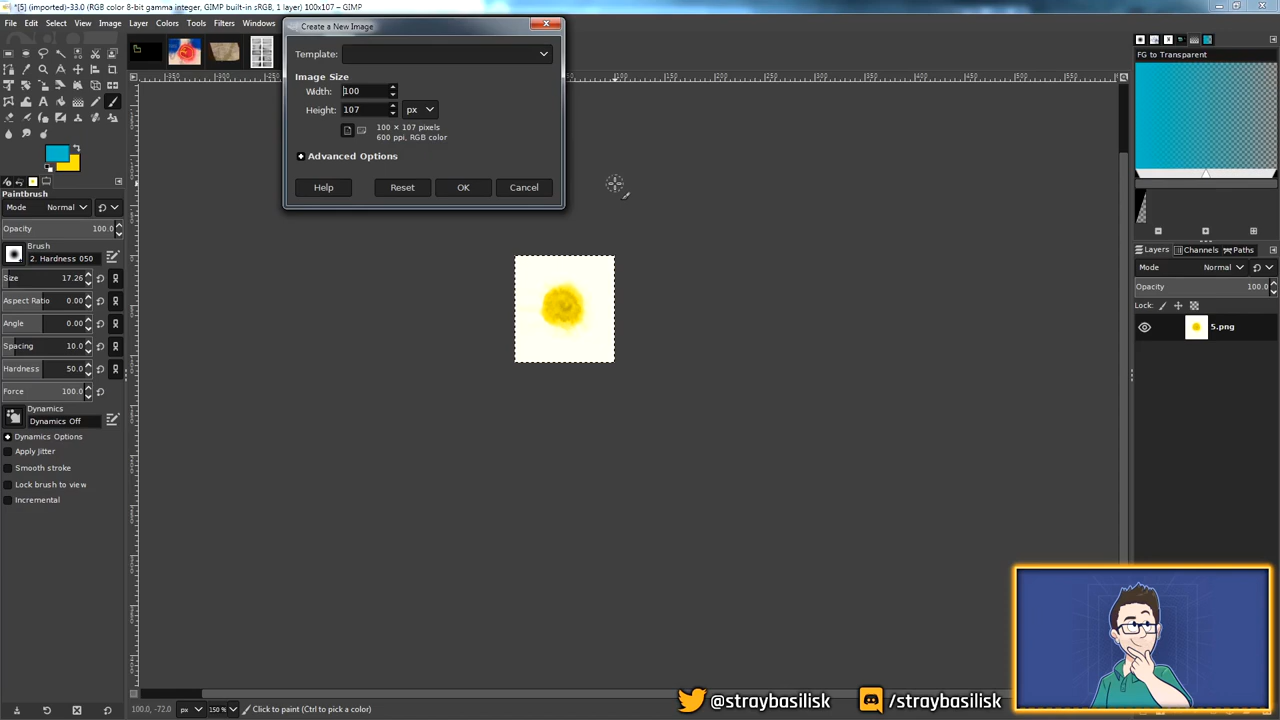 *[5] (imported)-33.0 (RGB color 8-bit gamma integer, GIMP built-in sRGB, 1 layer) 100x107 – GIMP
File Edit Select View Image Layer Colors Tools Filters Windows
Create a New Image
Template:
Image Size
Width: 100
Height: 107 px
100 × 107 pixels
600 ppi, RGB color
Advanced Options
Help Reset OK Cancel
Paintbrush
Mode Normal
Opacity 100.0
Brush
2. Hardness 050
Size 17.26
Aspect Ratio 0.00
Angle 0.00
Spacing 10.0
Hardness 50.0
Force 100.0
Dynamics
Dynamics Off
Dynamics Options
Apply Jitter
Smooth stroke
Lock brush to view
Incremental
FG to Transparent
Layers Channels Paths
Mode Normal
Opacity 100.0
Lock:
5.png
100.0, -72.0 px 150 % Click to paint (Ctrl to pick a color)
@straybasilisk /straybasilisk